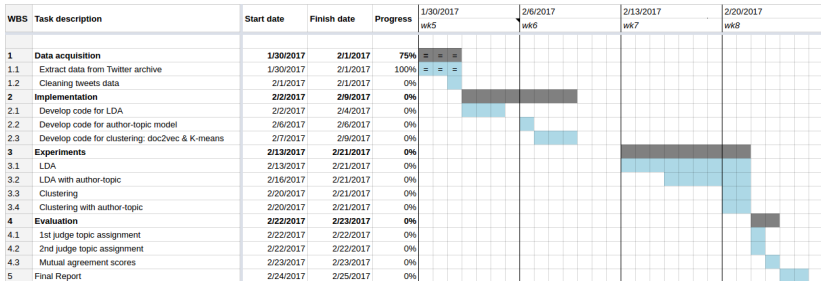 1/30/2017 2/6/2017 2/13/2017 2/20/2017
WBS Task description Start date Finish date Progress wk5 wk6 wk7 wk8
1 Data acquisition 1/30/2017 2/1/2017 75% = = =
1.1 Extract data from Twitter archive 1/30/2017 2/1/2017 100% = = =
1.2 Cleaning tweets data 2/1/2017 2/1/2017 0%
2 Implementation 2/2/2017 2/9/2017 0%
2.1 Develop code for LDA 2/2/2017 2/4/2017 0%
2.2 Develop code for author-topic model 2/6/2017 2/6/2017 0%
2.3 Develop code for clustering: doc2vec & K-means 2/7/2017 2/9/2017 0%
3 Experiments 2/13/2017 2/21/2017 0%
3.1 LDA 2/13/2017 2/21/2017 0%
3.2 LDA with author-topic 2/16/2017 2/21/2017 0%
3.3 Clustering 2/20/2017 2/21/2017 0%
3.4 Clustering with author-topic 2/20/2017 2/21/2017 0%
4 Evaluation 2/22/2017 2/23/2017 0%
4.1 1st judge topic assignment 2/22/2017 2/22/2017 0%
4.2 2nd judge topic assignment 2/22/2017 2/22/2017 0%
4.3 Mutual agreement scores 2/23/2017 2/23/2017 0%
5 Final Report 2/24/2017 2/25/2017 0%